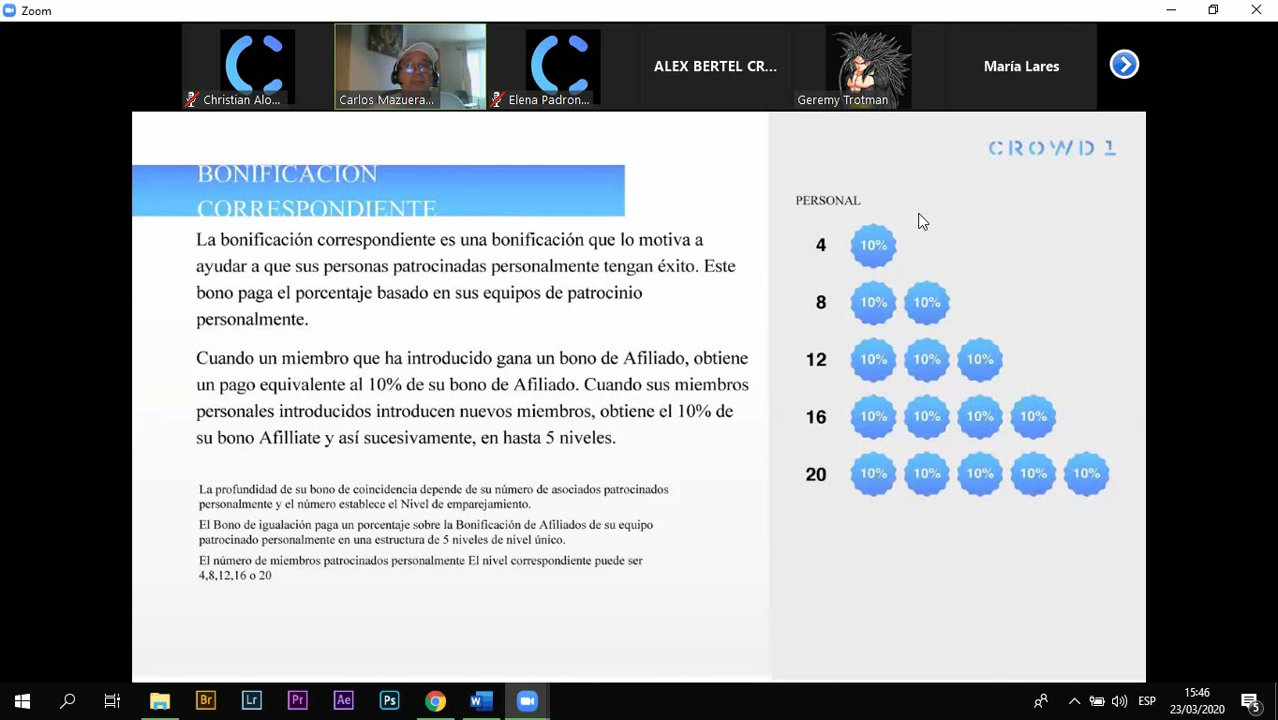 Zoom
Christian Alo...
Carlos Mazuera...
Elena Padron...
ALEX BERTEL CR...
Geremy Trotman
María Lares
CROWD1
BONIFICACION
CORRESPONDIENTE
La bonificación correspondiente es una bonificación que lo motiva a
ayudar a que sus personas patrocinadas personalmente tengan éxito. Este
bono paga el porcentaje basado en sus equipos de patrocinio
personalmente.
Cuando un miembro que ha introducido gana un bono de Afiliado, obtiene
un pago equivalente al 10% de su bono de Afiliado. Cuando sus miembros
personales introducidos introducen nuevos miembros, obtiene el 10% de
su bono Afilliate y así sucesivamente, en hasta 5 niveles.
La profundidad de su bono de coincidencia depende de su número de asociados patrocinados
personalmente y el número establece el Nivel de emparejamiento.
El Bono de igualación paga un porcentaje sobre la Bonificación de Afiliados de su equipo
patrocinado personalmente en una estructura de 5 niveles de nivel único.
El número de miembros patrocinados personalmente El nivel correspondiente puede ser
4,8,12,16 o 20
PERSONAL
4 10%
8 10% 10%
12 10% 10% 10%
16 10% 10% 10% 10%
20 10% 10% 10% 10% 10%
Br Lr Pr Ae Ps
ESP
15:46
23/03/2020
5